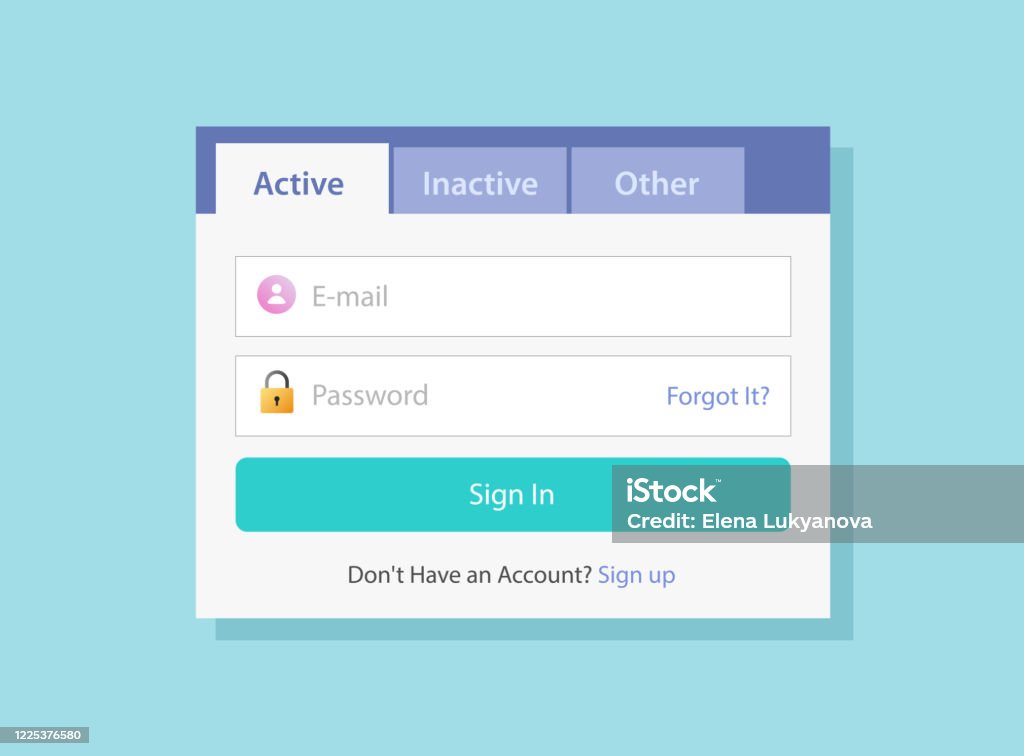 Active Inactive Other
E-mail
Password Forgot It?
Sign In
iStock™
Credit: Elena Lukyanova
Don't Have an Account? Sign up
1225376580